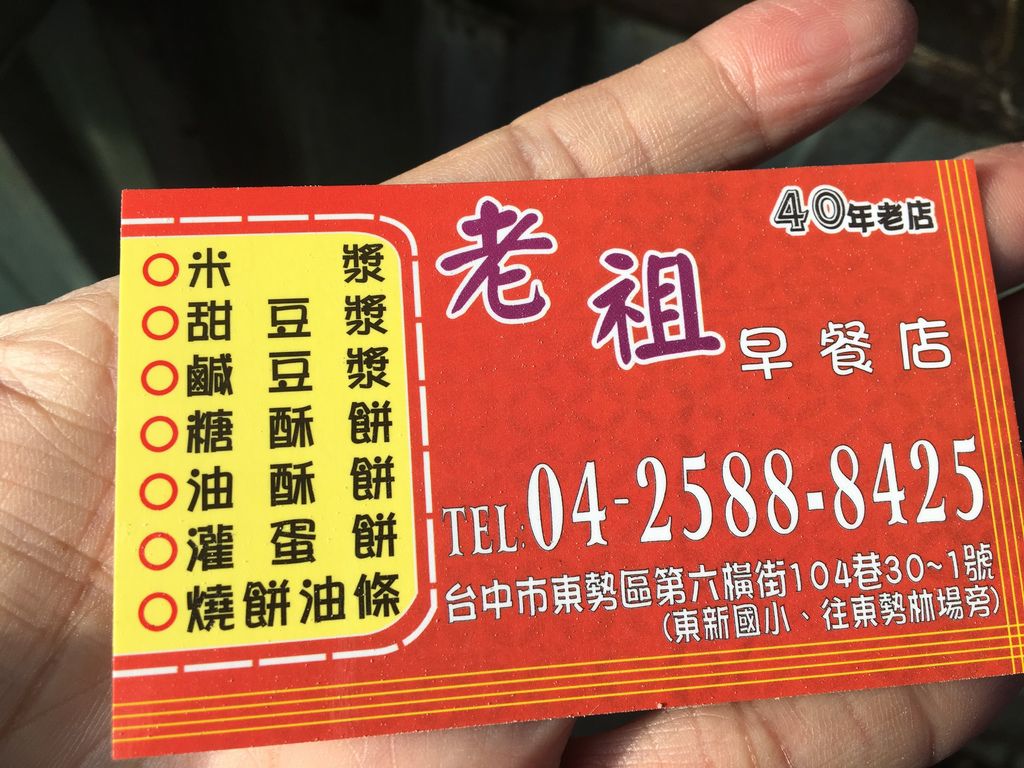 40年老店
老祖早餐店
○米漿
○甜豆漿
○鹹豆漿
○糖酥餅
○油酥餅
○灌蛋餅
○燒餅油條
TEL:04-2588-8425
台中市東勢區第六橫街104巷30~1號
(東新國小、往東勢林場旁)